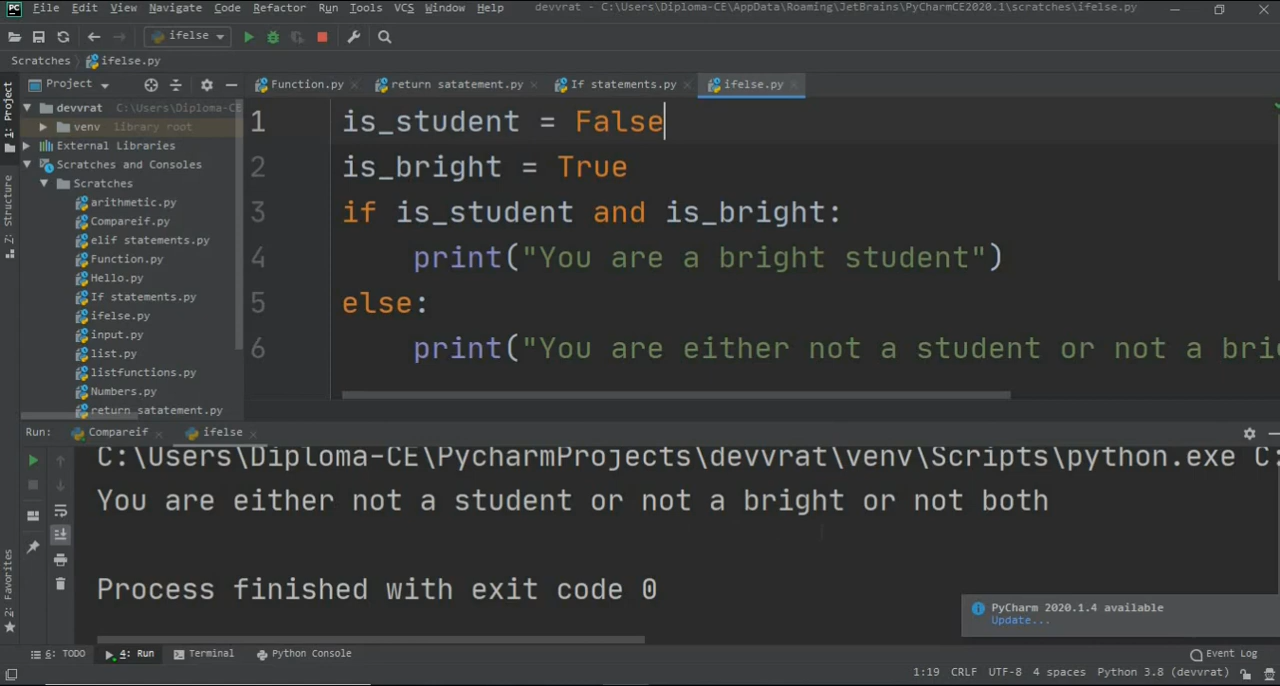 PC File Edit View Navigate Code Refactor Run Tools VCS Window Help devvrat - C:\Users\Diploma-CE\AppData\Roaming\JetBrains\PyCharmCE2020.1\scratches\ifelse.py
ifelse
Scratches ifelse.py
Project Function.py return satatement.py If statements.py ifelse.py
1: Project
Z: Structure
2: Favorites
devvrat C:\Users\Diploma-CE
venv library root
External Libraries
Scratches and Consoles
Scratches
arithmetic.py
Compareif.py
elif statements.py
Function.py
Hello.py
If statements.py
ifelse.py
input.py
list.py
listfunctions.py
Numbers.py
return satatement.py
1 is_student = False
2 is_bright = True
3 if is_student and is_bright:
4 print("You are a bright student")
5 else:
6 print("You are either not a student or not a bri
Run: Compareif ifelse
C:\Users\Diploma-CE\PycharmProjects\devvrat\venv\Scripts\python.exe C:
You are either not a student or not a bright or not both
Process finished with exit code 0
PyCharm 2020.1.4 available
Update...
6: TODO 4: Run Terminal Python Console Event Log
1:19 CRLF UTF-8 4 spaces Python 3.8 (devvrat)